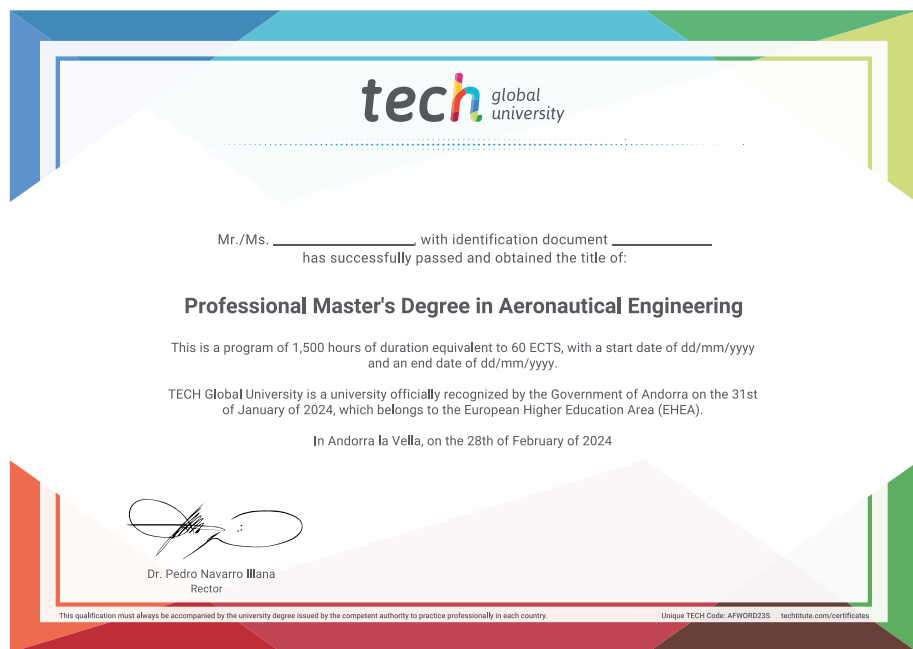 tech global university
Mr./Ms. ____________, with identification document ____________
has successfully passed and obtained the title of:
Professional Master's Degree in Aeronautical Engineering
This is a program of 1,500 hours of duration equivalent to 60 ECTS, with a start date of dd/mm/yyyy
and an end date of dd/mm/yyyy.
TECH Global University is a university officially recognized by the Government of Andorra on the 31st
of January of 2024, which belongs to the European Higher Education Area (EHEA).
In Andorra la Vella, on the 28th of February of 2024
Dr. Pedro Navarro Illana
Rector
This qualification must always be accompanied by the university degree issued by the competent authority to practice professionally in each country. Unique TECH Code: AFWORD23S techtitute.com/certificates